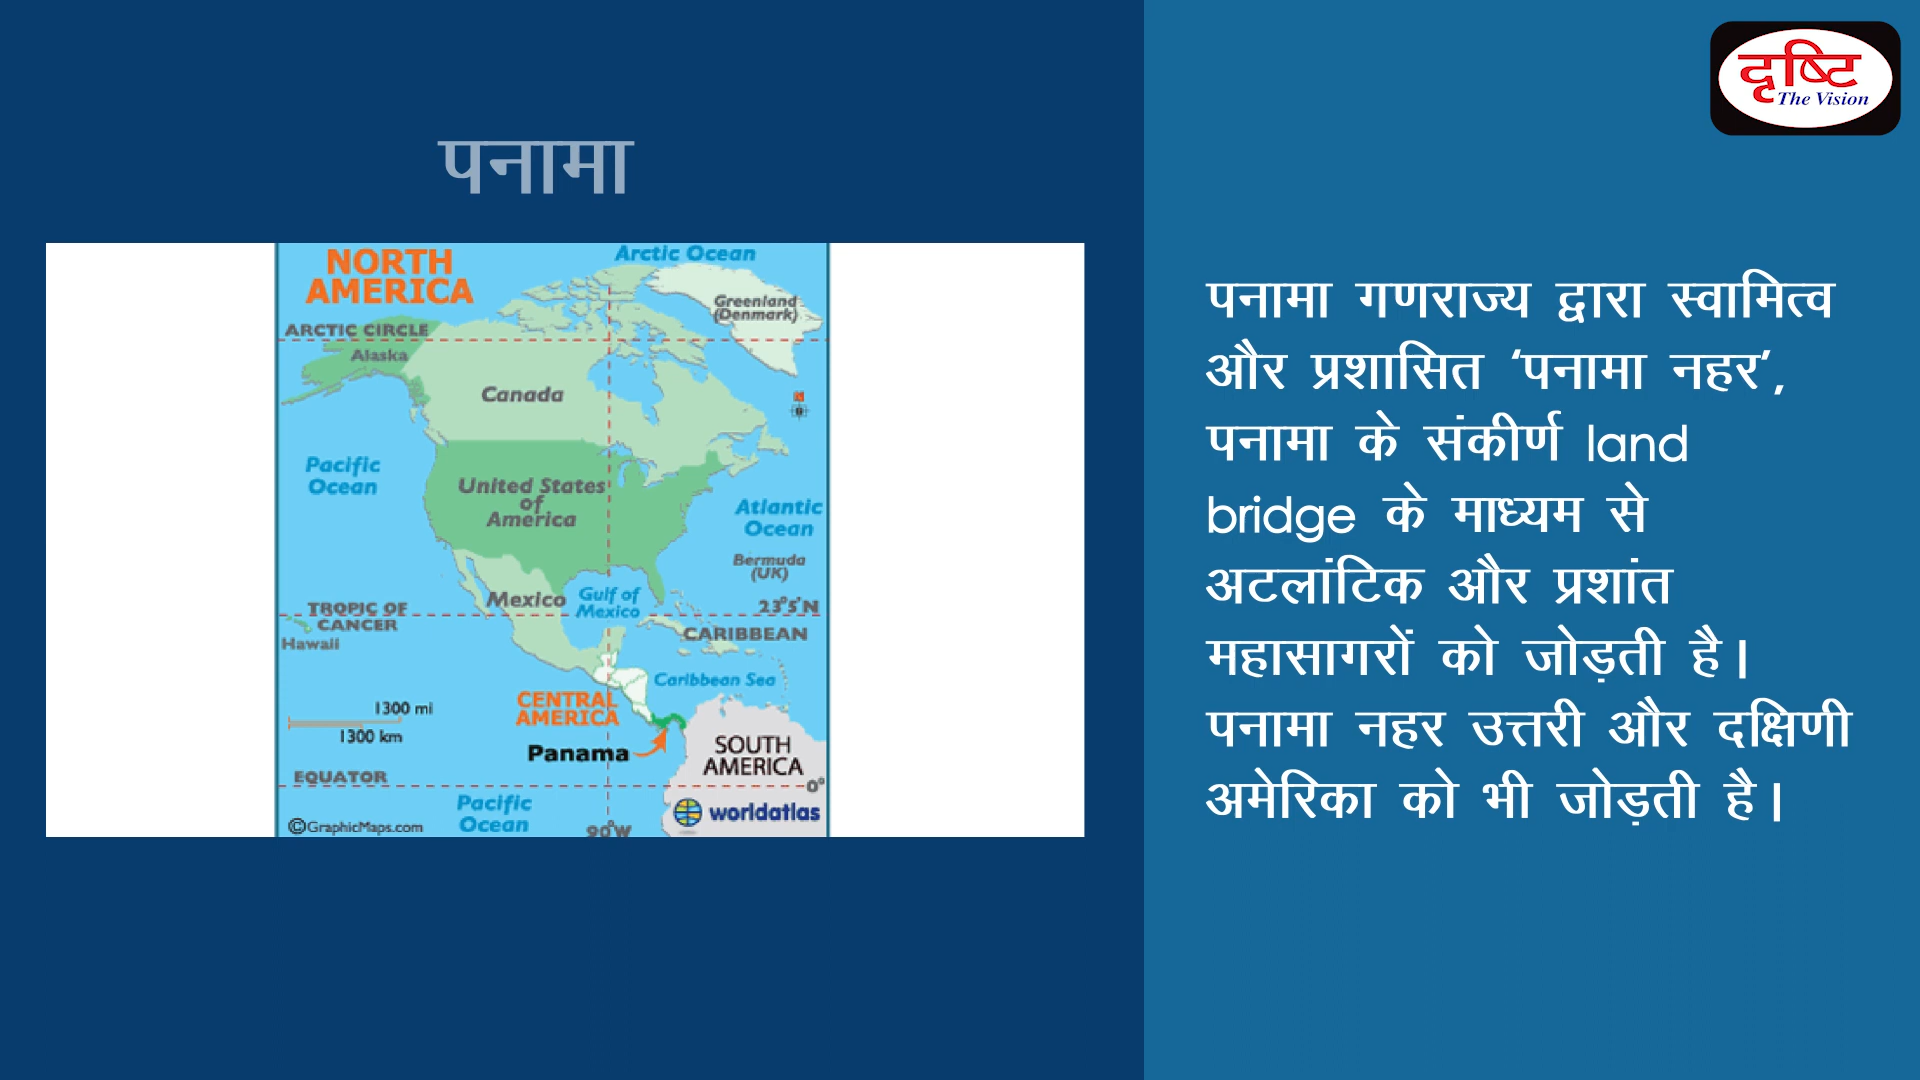 दृष्टि
The Vision
पनामा
NORTH
AMERICA
Arctic Ocean
Greenland
(Denmark)
ARCTIC CIRCLE
Alaska
Canada
Pacific
Ocean
United States
of
America
Atlantic
Ocean
Bermuda
(UK)
Mexico
Gulf of
Mexico
23°5'N
TROPIC OF
CANCER
Hawaii
CARIBBEAN
Caribbean Sea
CENTRAL
AMERICA
1300 mi
1300 km
Panama
SOUTH
AMERICA
EQUATOR
0°
Pacific
Ocean
worldatlas
©GraphicMaps.com
90°W
पनामा गणराज्य द्वारा स्वामित्व
और प्रशासित ‘पनामा नहर’,
पनामा के संकीर्ण land
bridge के माध्यम से
अटलांटिक और प्रशांत
महासागरों को जोड़ती है।
पनामा नहर उत्तरी और दक्षिणी
अमेरिका को भी जोड़ती है।